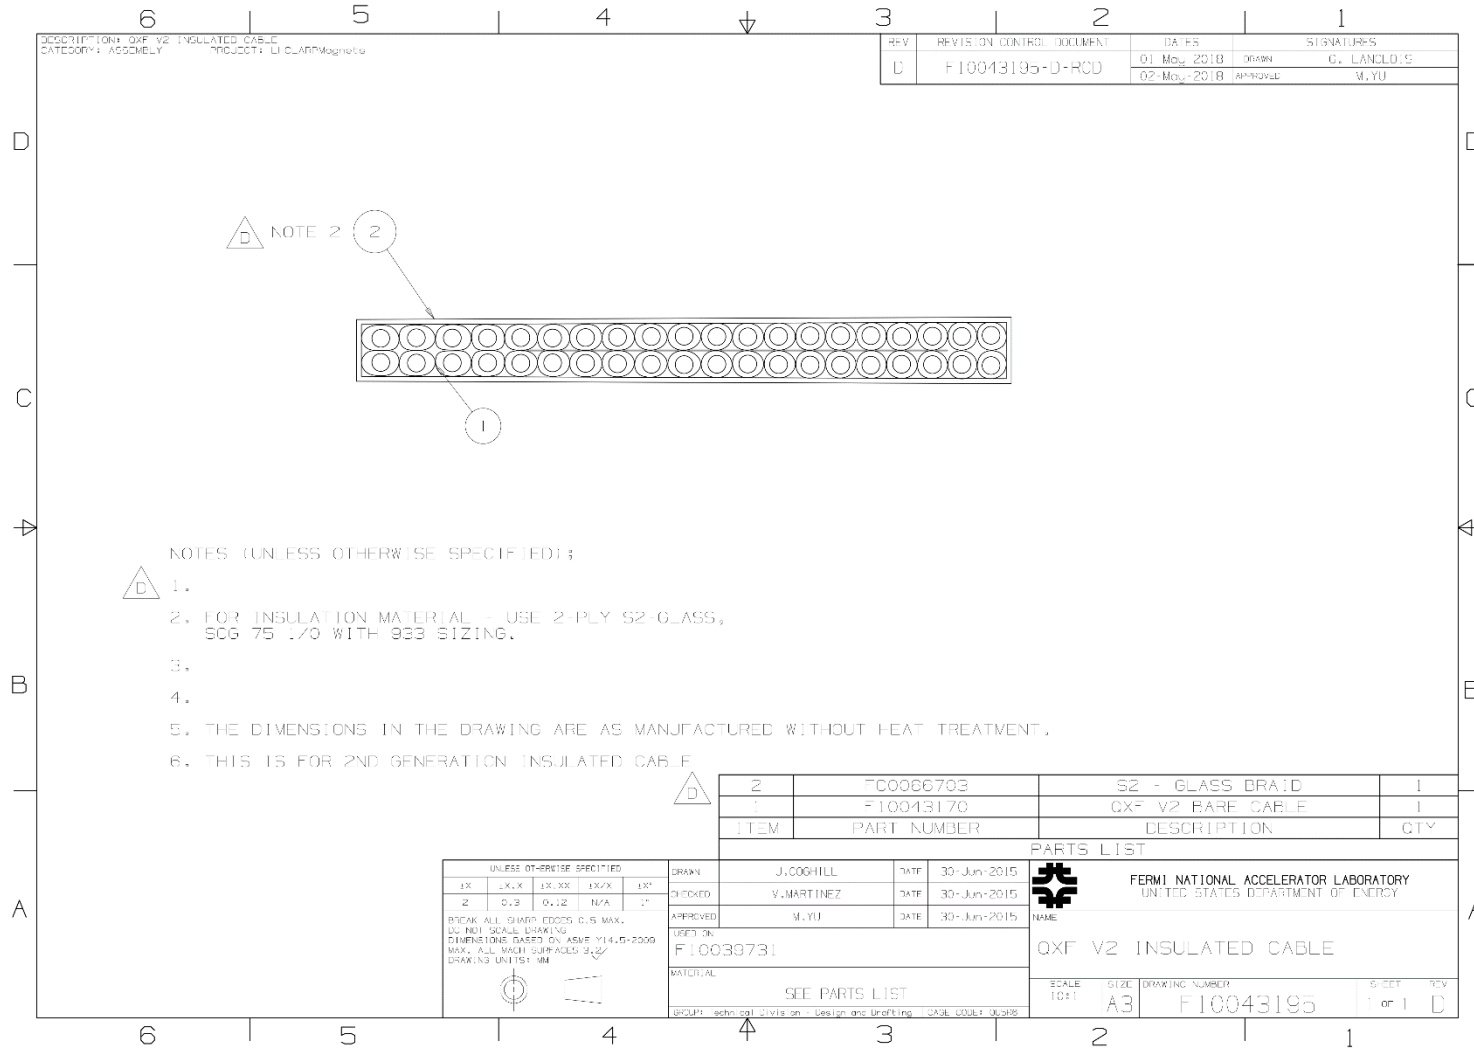 6 5 4 3 2 1
DESCRIPTION: QXF V2 INSULATED CABLE
CATEGORY: ASSEMBLY PROJECT: LHC_ARPMagnets
REV REVISION CONTROL DOCUMENT DATES SIGNATURES
D F10043195-D-RCD 01 May 2018 DRAWN
02-May-2018 APPROVED M.YU
D
D NOTE 2 2
C C
1
NOTES (UNLESS OTHERWISE SPECIFIED):
D 1.
2. FOR INSULATION MATERIAL - USE 2-PLY S2-GLASS,
SCG 75 1/0 WITH 933 SIZING.
3.
B
4.
5. THE DIMENSIONS IN THE DRAWING ARE AS MANUFACTURED WITHOUT HEAT TREATMENT.
6. THIS IS FOR 2ND GENERATION INSULATED CABLE
D 2 S2 - GLASS BRAID 1
1 F10043170 QXF V2 BARE CABLE 1
ITEM PART NUMBER DESCRIPTION QTY
PARTS LIST
UNLESS OTHERWISE SPECIFIED
±X ±X.X ±X.XX ±X/X ±X°
2 0.3 0.12 N/A 1°
BREAK ALL SHARP EDGES 0.5 MAX.
DO NOT SCALE DRAWING
DIMENSIONS BASED ON ASME Y14.5-2009
MAX. ALL MACH SURFACES 3.2
DRAWING UNITS: MM
DRAWN J.COGHILL DATE 30-Jun-2015
CHECKED V.MARTINEZ DATE 30-Jun-2015
APPROVED M.YU DATE 30-Jun-2015
USED ON
F10039731
MATERIAL
SEE PARTS LIST
GROUP: Technical Division - Design and Drafting CAGE CODE:
FERMI NATIONAL ACCELERATOR LABORATORY
UNITED STATES DEPARTMENT OF ENERGY
NAME
QXF V2 INSULATED CABLE
SCALE SIZE DRAWING NUMBER SHEET REV
10:1 A3 F10043195 1 OF 1 D
A
6 5 4 3 2 1